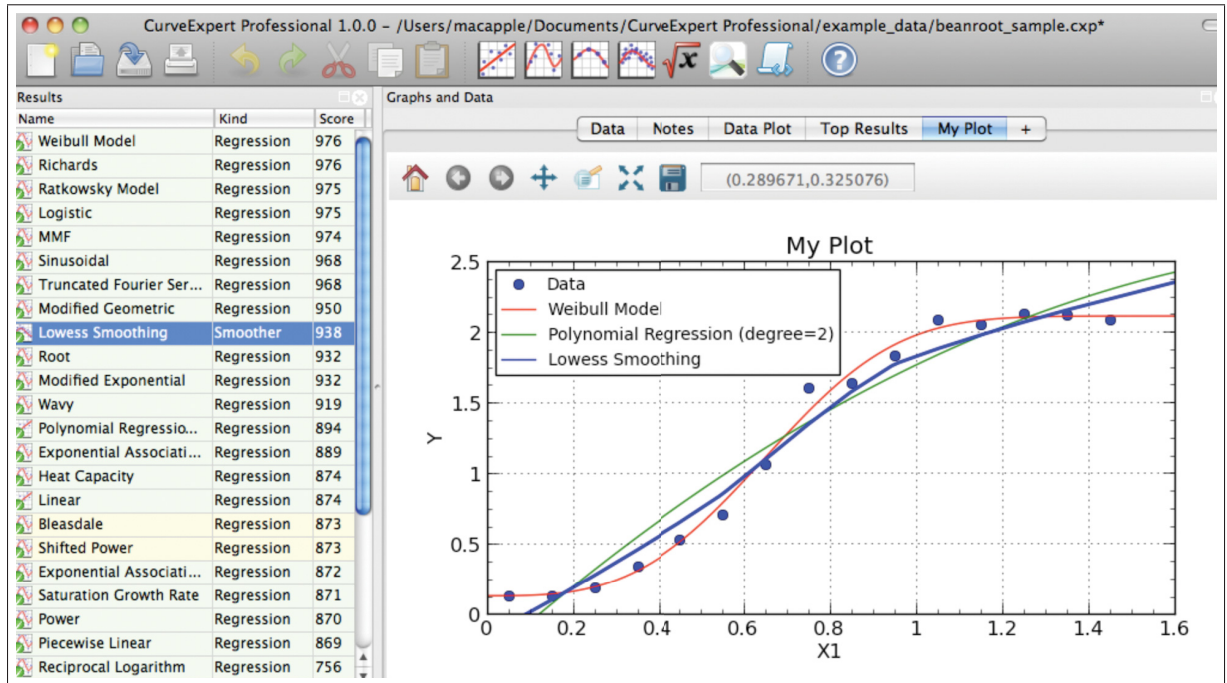 CurveExpert Professional 1.0.0 – /Users/macapple/Documents/CurveExpert Professional/example_data/beanroot_sample.cxp*
Results
Name Kind Score
Weibull Model Regression 976
Richards Regression 976
Ratkowsky Model Regression 975
Logistic Regression 975
MMF Regression 974
Sinusoidal Regression 968
Truncated Fourier Ser... Regression 968
Modified Geometric Regression 950
Lowess Smoothing Smoother 938
Root Regression 932
Modified Exponential Regression 932
Wavy Regression 919
Polynomial Regressio... Regression 894
Exponential Associati... Regression 889
Heat Capacity Regression 874
Linear Regression 874
Bleasdale Regression 873
Shifted Power Regression 873
Exponential Associati... Regression 872
Saturation Growth Rate Regression 871
Power Regression 870
Piecewise Linear Regression 869
Reciprocal Logarithm Regression 756
Graphs and Data
Data Notes Data Plot Top Results My Plot +
(0.289671,0.325076)
My Plot
Data
Weibull Model
Polynomial Regression (degree=2)
Lowess Smoothing
2.5
2
1.5
1
0.5
0
Y
0 0.2 0.4 0.6 0.8 1 1.2 1.4 1.6
X1